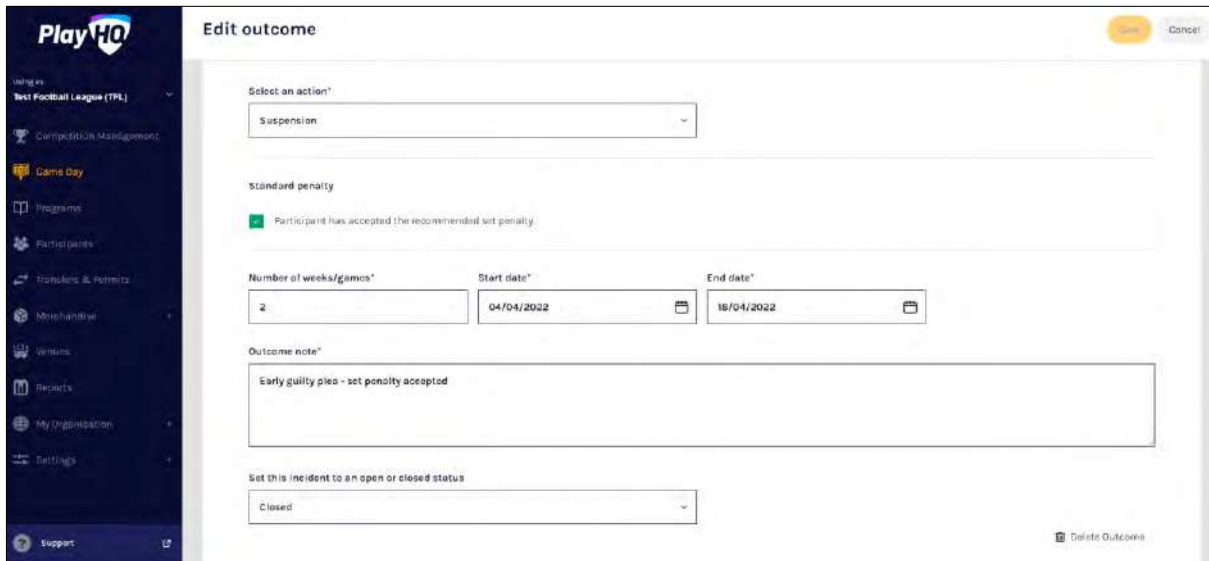 PlayHQ
Edit outcome
Save
Cancel
Using as
Test Football League (TFL)
Competition Management
Game Day
Programs
Participants
Transfers & Permits
Merchandise +
Venues
Reports
My Organisation +
Settings +
Support
Select an action*
Suspension
Standard penalty
Participant has accepted the recommended set penalty.
Number of weeks/games* Start date* End date*
2 04/04/2022 18/04/2022
Outcome note*
Early guilty plea - set penalty accepted
Set this incident to an open or closed status
Closed
Delete Outcome